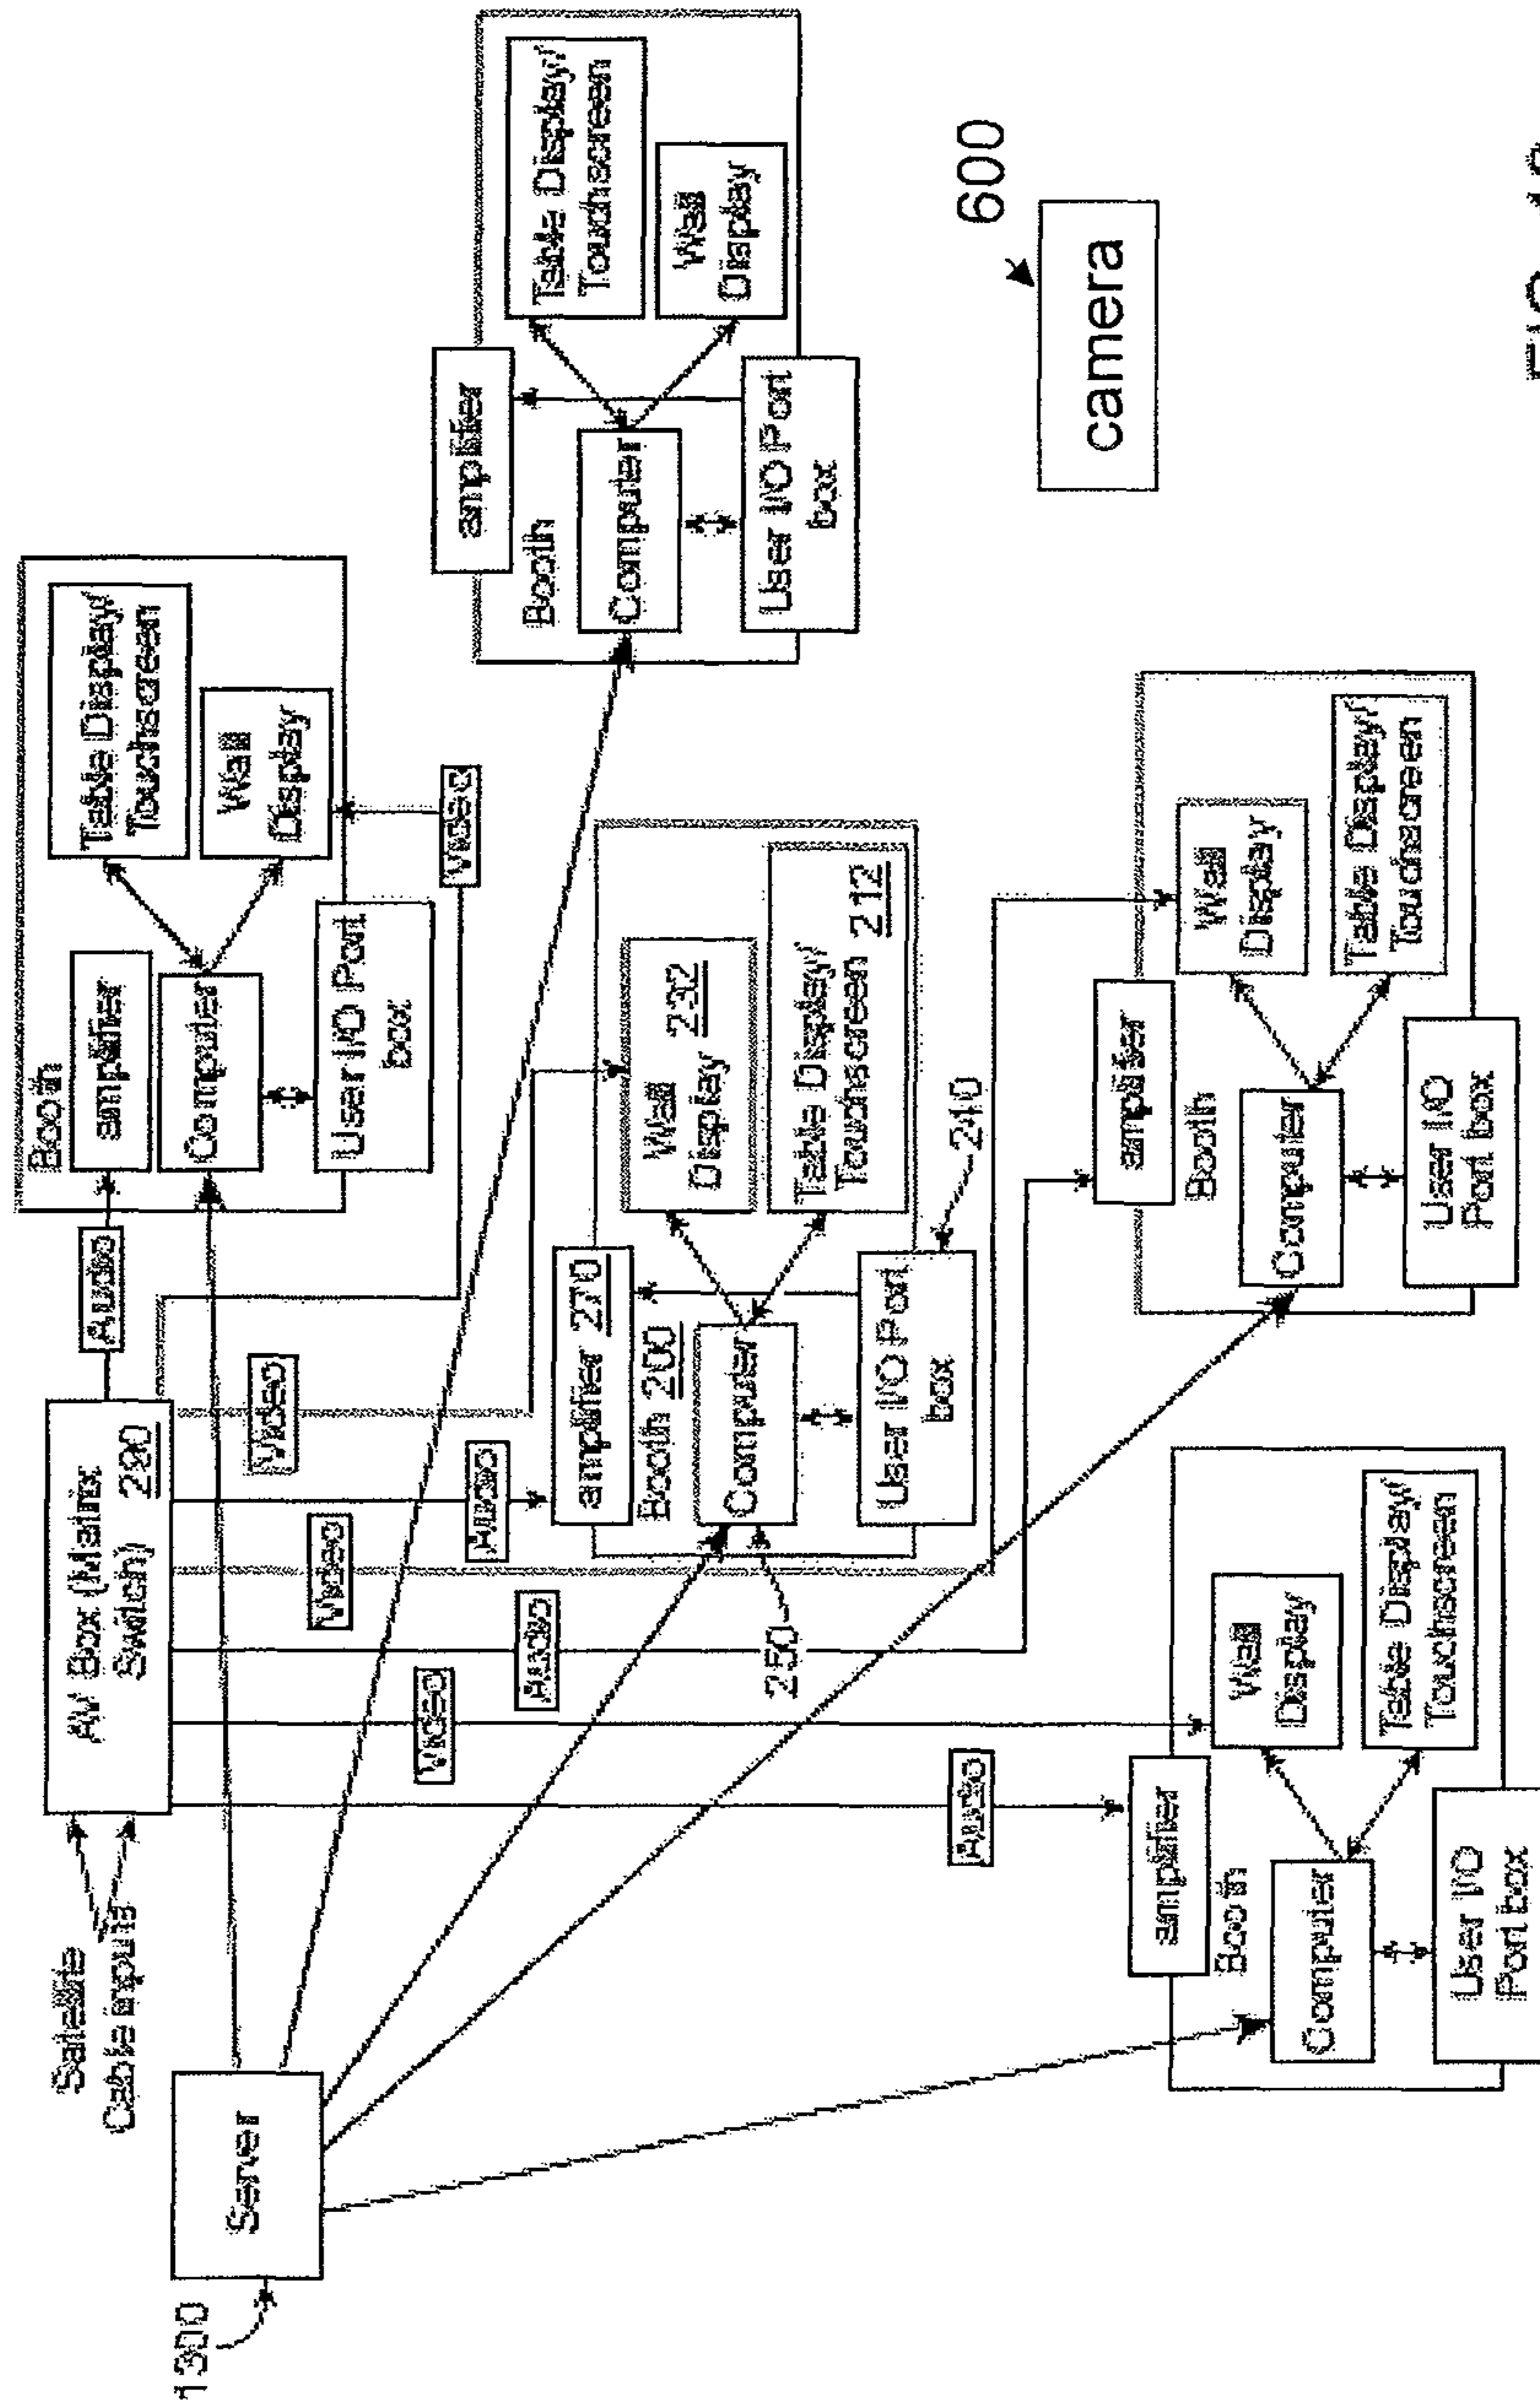 1300
Server
Satellite
Cable inputs
AV Box (Matrix
Switch) 290
Audio
Video
Video
Audio
Video
Audio
Video
Audio
Booth
amplifier
Computer
User I/O Port
box
Table Display/
Touchscreen
Wall
Display
Video
amplifier 270
Booth 200
Computer
250
User I/O Port
box
240
Wall 232
Display
Table Display/
Touchscreen 212
amplifier
Booth
Computer
User I/O Port
box
Table Display/
Touchscreen
Wall
Display
amplifier
Booth
Computer
User I/O
Port box
Wall
Display
Table Display/
Touchscreen
amplifier
Booth
Computer
User I/O
Port box
Wall
Display
Table Display/
Touchscreen
600
camera